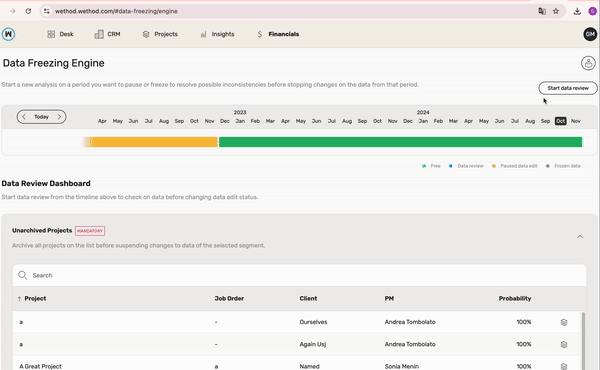 wethod.wethod.com/#data-freezing/engine
G
W
Desk
CRM
Projects
Insights
$ Financials
GM
Data Freezing Engine
Start a new analysis on a period you want to pause or freeze to resolve possible inconsistencies before stopping changes on the data from that period.
Start data review
Today
2023 2024
Apr May Jun Jul Aug Sep Oct Nov Dec Jan Feb Mar Apr May Jun Jul Aug Sep Oct Nov Dec Jan Feb Mar Apr May Jun Jul Aug Sep Oct Nov
Free Data review Paused data edit Frozen data
Data Review Dashboard
Start data review from the timeline above to check on data before changing data edit status.
Unarchived Projects MANDATORY
Archive all projects on the list before suspending changes to data of the selected segment.
Search
↑ Project Job Order Client PM Probability
a - Ourselves Andrea Tombolato 100%
a - Again Usj Andrea Tombolato 100%
A Great Project a Named Sonia Menin 100%